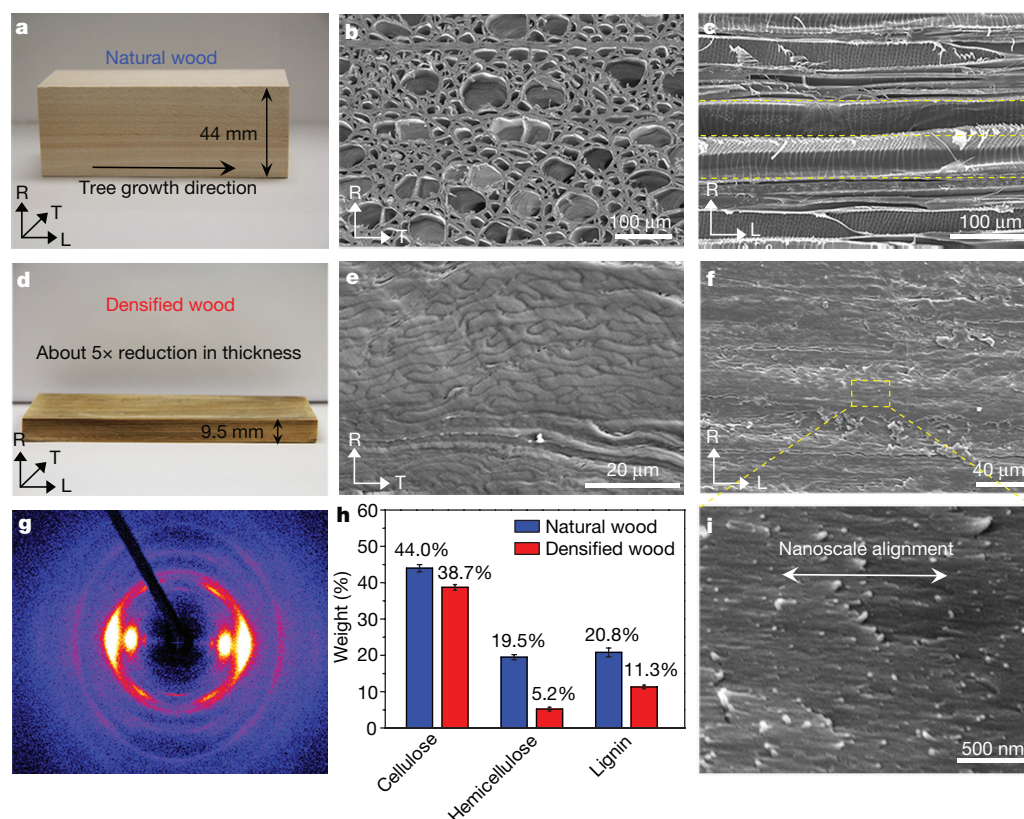 a
Natural wood
44 mm
Tree growth direction
R
T
L
b
R
T
100 μm
c
R
L
100 μm
d
Densified wood
About 5× reduction in thickness
9.5 mm
R
T
L
e
R
T
20 μm
f
R
L
40 μm
g
h
60
50
40
30
20
10
0
Weight (%)
Natural wood
Densified wood
44.0%
38.7%
19.5%
5.2%
20.8%
11.3%
Cellulose
Hemicellulose
Lignin
i
Nanoscale alignment
500 nm